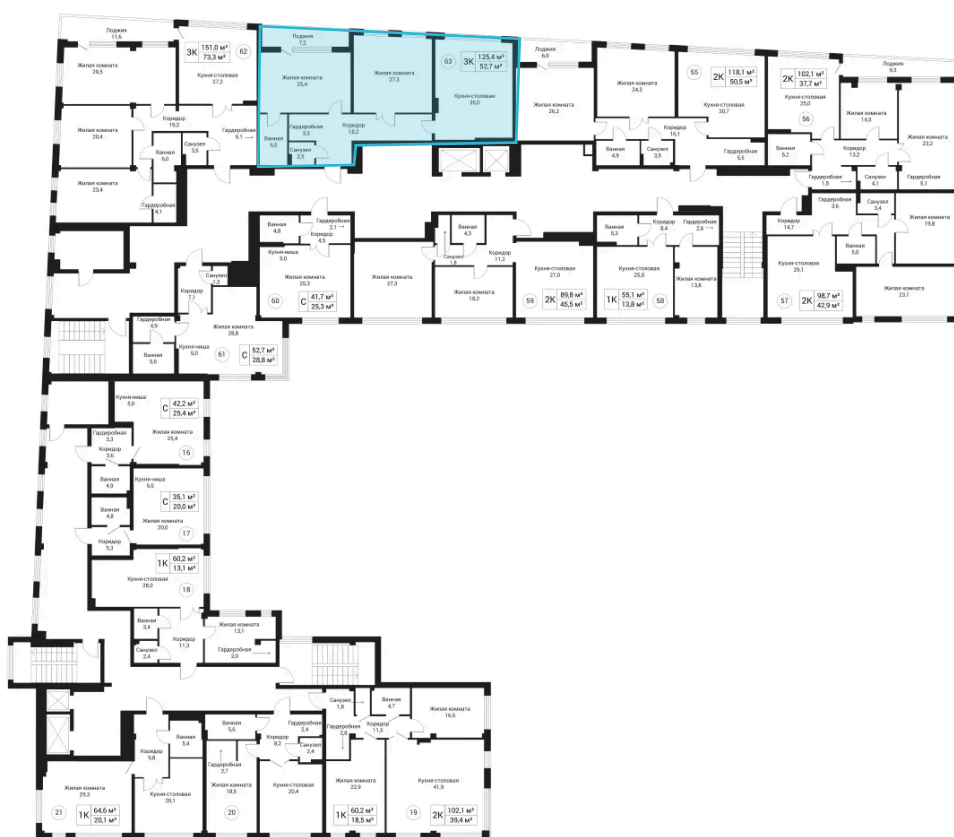 Лоджия
11,6
3К 151,0 м²
73,3 м²
62
Жилая комната
29,5
Кухня-столовая
27,2
Коридор
19,2
Жилая комната
20,4
Санузел
3,5
Гардеробная
6,1
Ванная
6,0
Жилая комната
23,4
Гардеробная
4,1
Лоджия
7,2
Жилая комната
25,4
Жилая комната
27,3
63
3К 125,4 м²
52,7 м²
Кухня-столовая
35,0
Гардеробная
3,3
Коридор
18,2
Ванная
Санузел
2,5
Лоджия
6,9
Жилая комната
26,2
Жилая комната
24,3
55
2К 118,1 м²
50,5 м²
Кухня-столовая
30,7
Коридор
16,1
Ванная
4,9
Санузел
3,5
Гардеробная
5,5
2К 102,1 м²
37,7 м²
Кухня-столовая
25,0
56
Лоджия
9,3
Жилая комната
14,5
Жилая комната
23,2
Ванная
6,2
Коридор
13,2
Гардеробная
1,5
Санузел
4,1
Гардеробная
5,1
Ванная
4,8
Гардеробная
2,1
Коридор
4,5
Кухня-ниша
5,0
Жилая комната
25,3
60
С 41,7 м²
25,3 м²
Жилая комната
27,3
Ванная
4,3
Санузел
1,8
Коридор
11,2
Жилая комната
18,2
Кухня-столовая
27,0
59
2К 89,8 м²
45,5 м²
Ванная
5,3
Коридор
8,4
Гардеробная
2,9
Кухня-столовая
25,0
Жилая комната
13,8
1К 55,1 м²
13,8 м²
58
Гардеробная
3,6
Санузел
3,4
Коридор
14,7
Ванная
5,0
Жилая комната
19,8
Кухня-столовая
29,1
57
2К 98,7 м²
42,9 м²
Жилая комната
23,1
Санузел
1,3
Коридор
7,1
Гардеробная
4,9
Жилая комната
28,8
Ванная
5,6
Кухня-ниша
5,0
61
С 52,7 м²
28,8 м²
Кухня-ниша
5,0
С 42,2 м²
25,4 м²
Жилая комната
25,4
16
Гардеробная
3,3
Коридор
3,6
Ванная
4,9
Кухня-ниша
5,0
С 35,1 м²
20,0 м²
Жилая комната
20,0
17
Ванная
4,8
Коридор
5,3
1К 60,2 м²
13,1 м²
Кухня-столовая
28,0
18
Ванная
3,4
Коридор
11,3
Санузел
2,4
Жилая комната
13,1
Гардеробная
2,0
Ванная
5,4
Коридор
9,8
Жилая комната
29,3
21
1К 64,6 м²
20,1 м²
Кухня-столовая
20,1
Ванная
5,6
Гардеробная
2,4
Коридор
8,2
Санузел
2,4
Гардеробная
2,7
Жилая комната
18,5
Кухня-столовая
20,4
20
Санузел
1,8
Ванная
4,7
Гардеробная
2,8
Коридор
11,5
Жилая комната
16,5
Жилая комната
22,9
1К 60,2 м²
18,5 м²
Кухня-столовая
41,9
19
2К 102,1 м²
39,4 м²